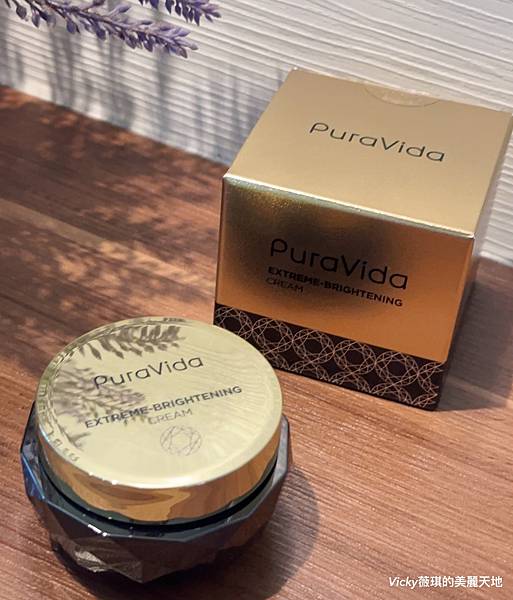 PuraVida
PuraVida
EXTREME-BRIGHTENING
CREAM
PuraVida
EXTREME-BRIGHTENING
CREAM
Vicky薇琪的美麗天地